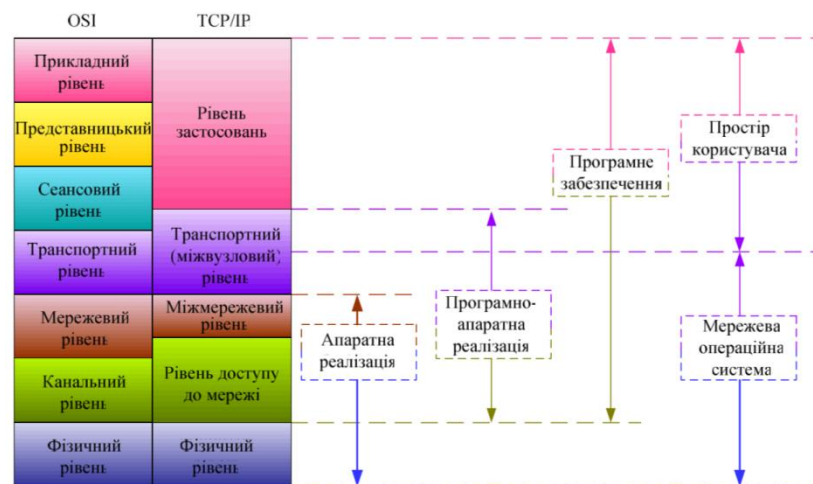 OSI
TCP/IP
Прикладний
рівень
Представницький
рівень
Сеансовий
рівень
Транспортний
рівень
Мережевий
рівень
Канальний
рівень
Фізичний
рівень
Рівень
застосовань
Транспортний
(міжвузловий)
рівень
Міжмережевий
рівень
Рівень доступу
до мережі
Фізичний
рівень
Апаратна
реалізація
Програмно-
апаратна
реалізація
Програмне
забезпечення
Простір
користувача
Мережева
операційна
система